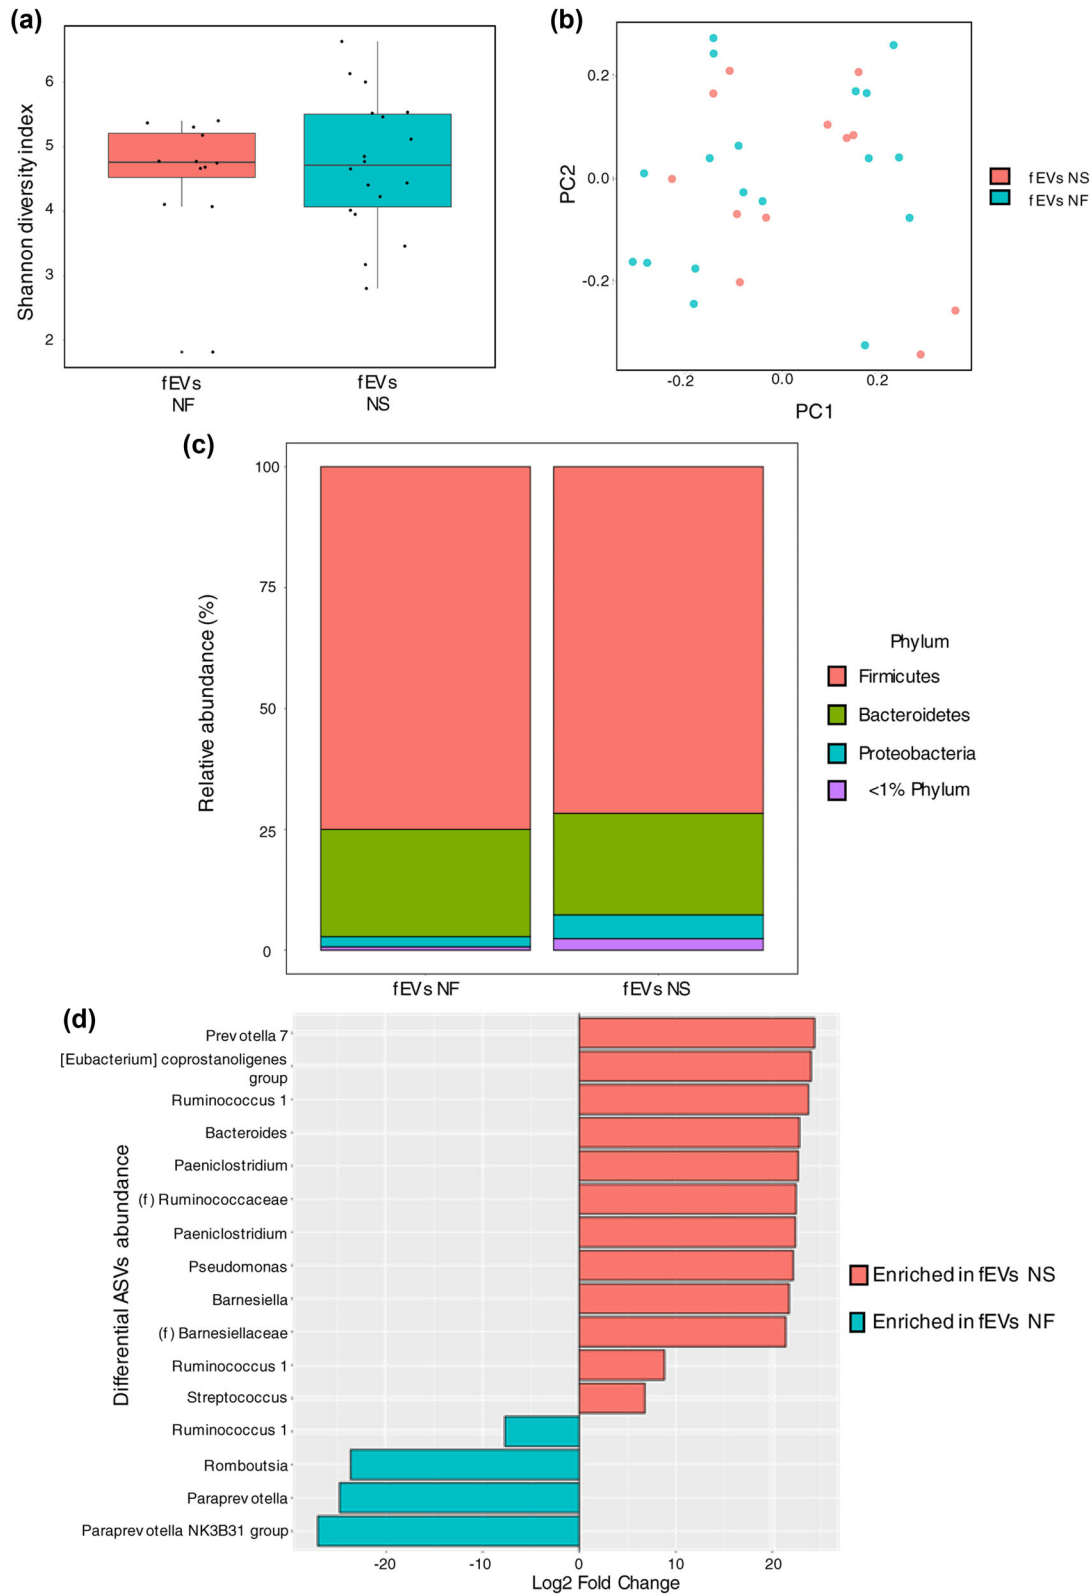 (a)
Shannon diversity index
6
5
4
3
2
fEVs
NF
fEVs
NS
(b)
PC2
0.2
0.0
-0.2
-0.2
0.0
0.2
PC1
fEVs NS
fEVs NF
(c)
Relative abundance (%)
100
75
50
25
0
fEVs NF
fEVs NS
Phylum
Firmicutes
Bacteroidetes
Proteobacteria
<1% Phylum
(d)
Differential ASVs abundance
Prevotella 7
[Eubacterium] coprostanoligenes
group
Ruminococcus 1
Bacteroides
Paeniclostridium
(f) Ruminococcaceae
Paeniclostridium
Pseudomonas
Barnesiella
(f) Barnesiellaceae
Ruminococcus 1
Streptococcus
Ruminococcus 1
Romboutsia
Paraprevotella
Paraprevotella NK3B31 group
-20
-10
0
10
20
Log2 Fold Change
Enriched in fEVs NS
Enriched in fEVs NF